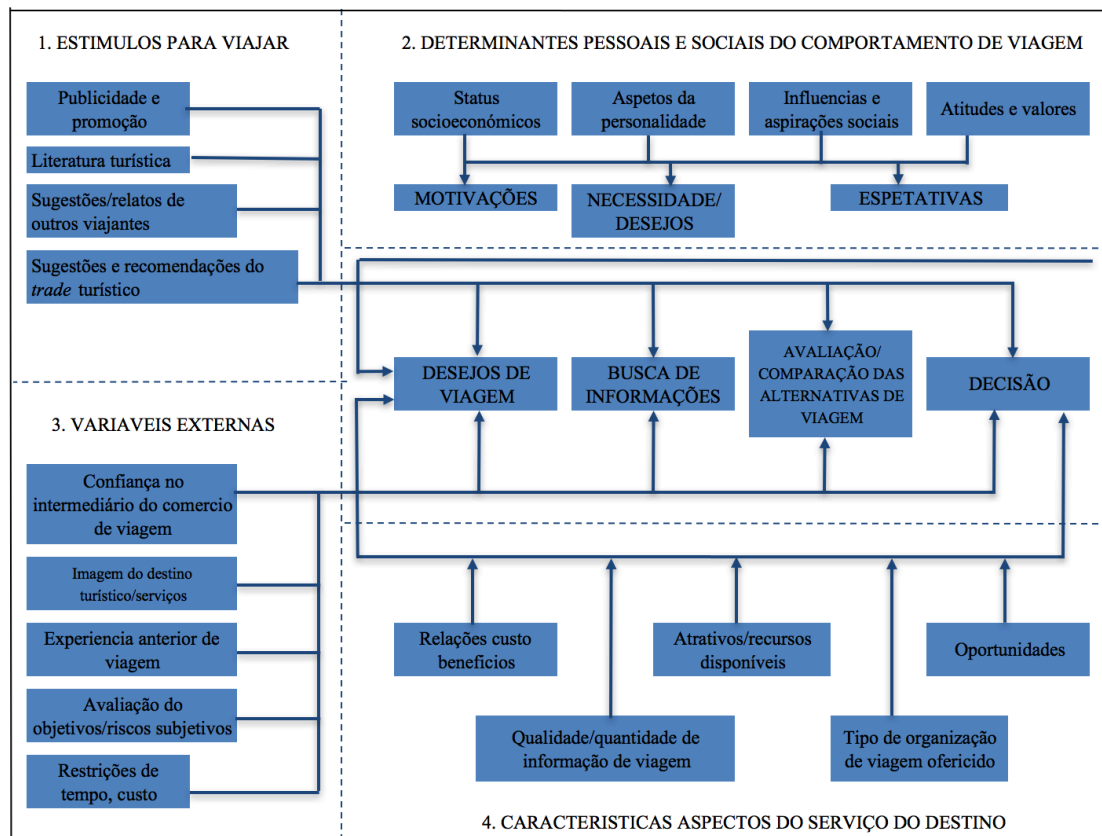 1. ESTIMULOS PARA VIAJAR
Publicidade e
promoção
Literatura turística
Sugestões/relatos de
outros viajantes
Sugestões e recomendações do
trade turístico
2. DETERMINANTES PESSOAIS E SOCIAIS DO COMPORTAMENTO DE VIAGEM
Status
socioeconómicos
Aspetos da
personalidade
Influencias e
aspirações sociais
Atitudes e valores
MOTIVAÇÕES
NECESSIDADE/
DESEJOS
ESPETATIVAS
DESEJOS DE
VIAGEM
BUSCA DE
INFORMAÇÕES
AVALIAÇÃO/
COMPARAÇÃO DAS
ALTERNATIVAS DE
VIAGEM
DECISÃO
3. VARIAVEIS EXTERNAS
Confiança no
intermediário do comercio
de viagem
Imagem do destino
turístico/serviços
Experiencia anterior de
viagem
Avaliação do
objetivos/riscos subjetivos
Restrições de
tempo, custo
Relações custo
benefícios
Atrativos/recursos
disponíveis
Oportunidades
Qualidade/quantidade de
informação de viagem
Tipo de organização
de viagem ofericido
4. CARACTERISTICAS ASPECTOS DO SERVIÇO DO DESTINO